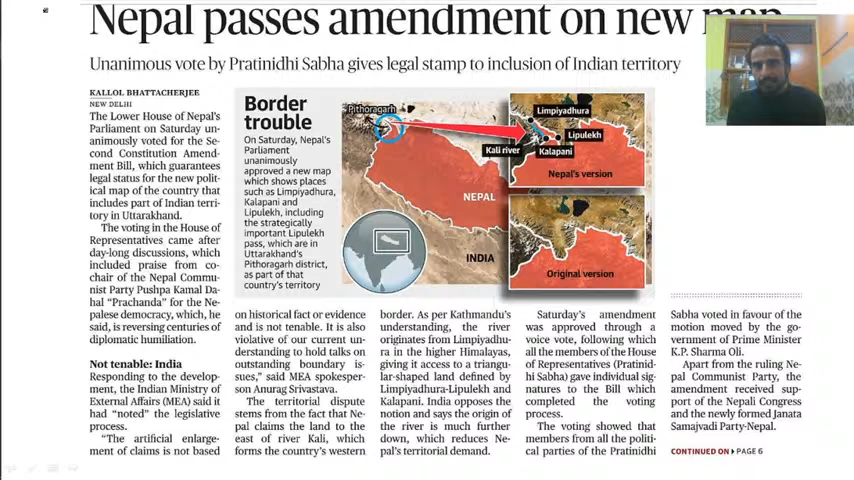 Nepal passes amendment on new map
Unanimous vote by Pratinidhi Sabha gives legal stamp to inclusion of Indian territory
KALLOL BHATTACHERJEE
NEW DELHI
The Lower House of Nepal's
Parliament on Saturday un-
animously voted for the Se-
cond Constitution Amend-
ment Bill, which guarantees
legal status for the new polit-
ical map of the country that
includes part of Indian terri-
tory in Uttarakhand.
The voting in the House of
Representatives came after
day-long discussions, which
included praise from co-
chair of the Nepal Commu-
nist Party Pushpa Kamal Da-
hal "Prachanda" for the Ne-
palese democracy, which, he
said, is reversing centuries of
diplomatic humiliation.
Not tenable: India
Responding to the develop-
ment, the Indian Ministry of
External Affairs (MEA) said it
had "noted" the legislative
process.
"The artificial enlarge-
ment of claims is not based
Border
trouble
On Saturday, Nepal's
Parliament
unanimously
approved a new map
which shows places
such as Limpiyadhura,
Kalapani and
Lipulekh, including
the strategically
important Lipulekh
pass, which are in
Uttarakhand's
Pithoragarh district,
as part of that
country's territory
Pithoragarh
NEPAL
INDIA
Limpiyadhura
Lipulekh
Kali river
Kalapani
Nepal's version
Original version
on historical fact or evidence
and is not tenable. It is also
violative of our current un-
derstanding to hold talks on
outstanding boundary is-
sues," said MEA spokesper-
son Anurag Srivastava.
The territorial dispute
stems from the fact that Ne-
pal claims the land to the
east of river Kali, which
forms the country's western
border. As per Kathmandu's
understanding, the river
originates from Limpiyadhu-
ra in the higher Himalayas,
giving it access to a triangu-
lar-shaped land defined by
Limpiyadhura-Lipulekh and
Kalapani. India opposes the
notion and says the origin of
the river is much further
down, which reduces Ne-
pal's territorial demand.
Saturday's amendment
was approved through a
voice vote, following which
all the members of the House
of Representatives (Pratinid-
hi Sabha) gave individual sig-
natures to the Bill which
completed the voting
process.
The voting showed that
members from all the politi-
cal parties of the Pratinidhi
Sabha voted in favour of the
motion moved by the go-
vernment of Prime Minister
K.P. Sharma Oli.
Apart from the ruling Ne-
pal Communist Party, the
amendment received sup-
port of the Nepali Congress
and the newly formed Janata
Samajvadi Party-Nepal.
CONTINUED ON PAGE 6